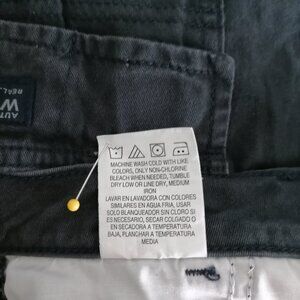 AUT
W
REAL
MACHINE WASH COLD WITH LIKE
COLORS, ONLY NON-CHLORINE
BLEACH WHEN NEEDED, TUMBLE
DRY LOW OR LINE DRY, MEDIUM
IRON
LAVAR EN LAVADORA CON COLORES
SIMILARES EN AGUA FRIA, USAR
SOLO BLANQUEADOR SIN CLORO SI
ES NECESARIO, SECAR COLGADO O
EN SECADORA A TEMPERATURA
BAJA, PLANCHAR A TEMPERATURA
MEDIA